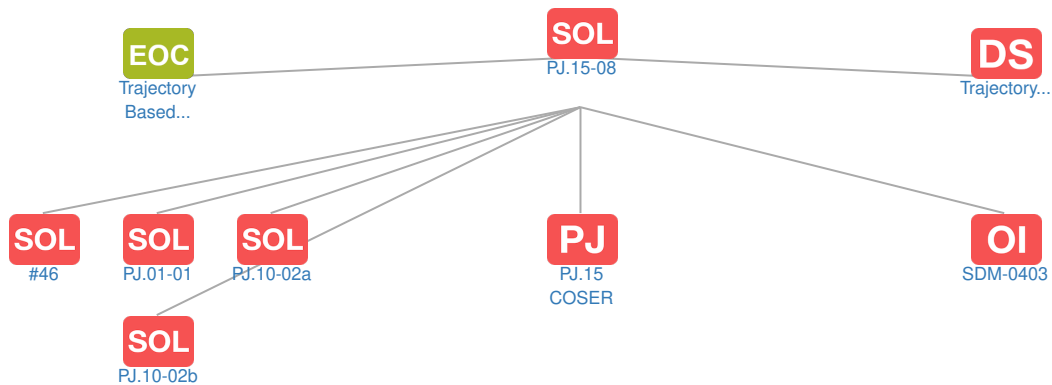 EOC
Trajectory
Based...
SOL
PJ.15-08
DS
Trajectory...
SOL
#46
SOL
PJ.01-01
SOL
PJ.10-02a
PJ
PJ.15
COSER
OI
SDM-0403
SOL
PJ.10-02b